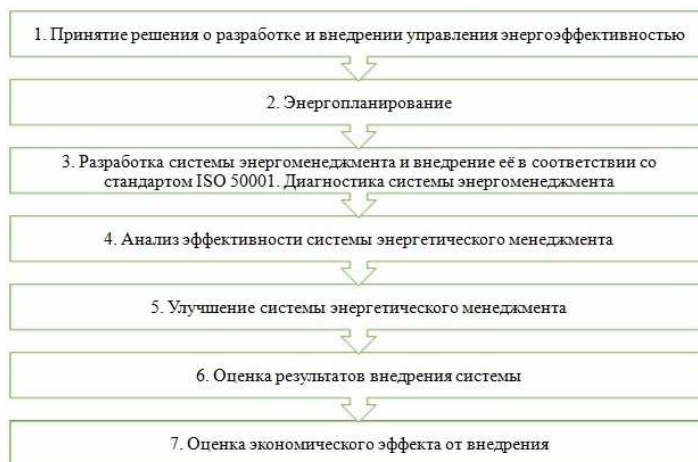 1. Принятие решения о разработке и внедрении управления энергоэффективностью
2. Энергопланирование
3. Разработка системы энергоменеджмента и внедрение её в соответствии со
стандартом ISO 50001. Диагностика системы энергоменеджмента
4. Анализ эффективности системы энергетического менеджмента
5. Улучшение системы энергетического менеджмента
6. Оценка результатов внедрения системы
7. Оценка экономического эффекта от внедрения